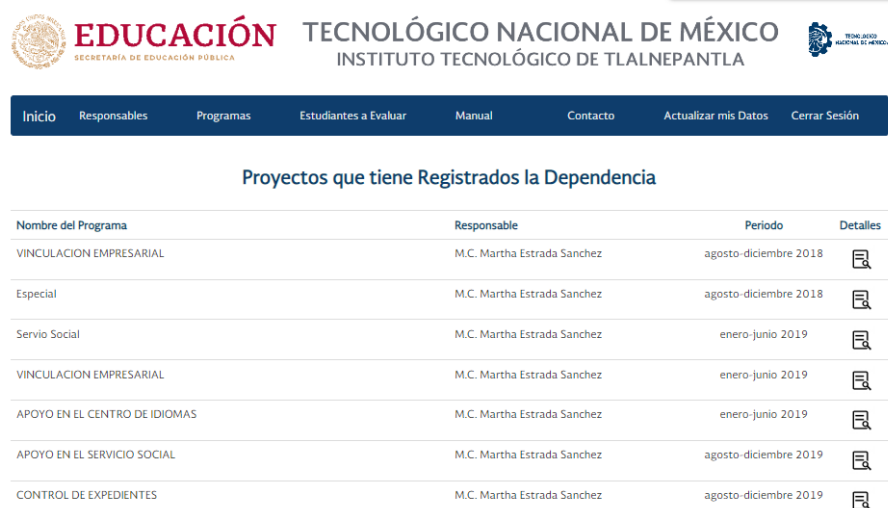 EDUCACIÓN
SECRETARÍA DE EDUCACIÓN PÚBLICA
TECNOLÓGICO NACIONAL DE MÉXICO
INSTITUTO TECNOLÓGICO DE TLALNEPANTLA
TECNOLÓGICO
NACIONAL DE MÉXICO
Inicio Responsables Programas Estudiantes a Evaluar Manual Contacto Actualizar mis Datos Cerrar Sesión
Proyectos que tiene Registrados la Dependencia
Nombre del Programa Responsable Periodo Detalles
VINCULACION EMPRESARIAL M.C. Martha Estrada Sanchez agosto-diciembre 2018
Especial M.C. Martha Estrada Sanchez agosto-diciembre 2018
Servio Social M.C. Martha Estrada Sanchez enero-junio 2019
VINCULACION EMPRESARIAL M.C. Martha Estrada Sanchez enero-junio 2019
APOYO EN EL CENTRO DE IDIOMAS M.C. Martha Estrada Sanchez enero-junio 2019
APOYO EN EL SERVICIO SOCIAL M.C. Martha Estrada Sanchez agosto-diciembre 2019
CONTROL DE EXPEDIENTES M.C. Martha Estrada Sanchez agosto-diciembre 2019